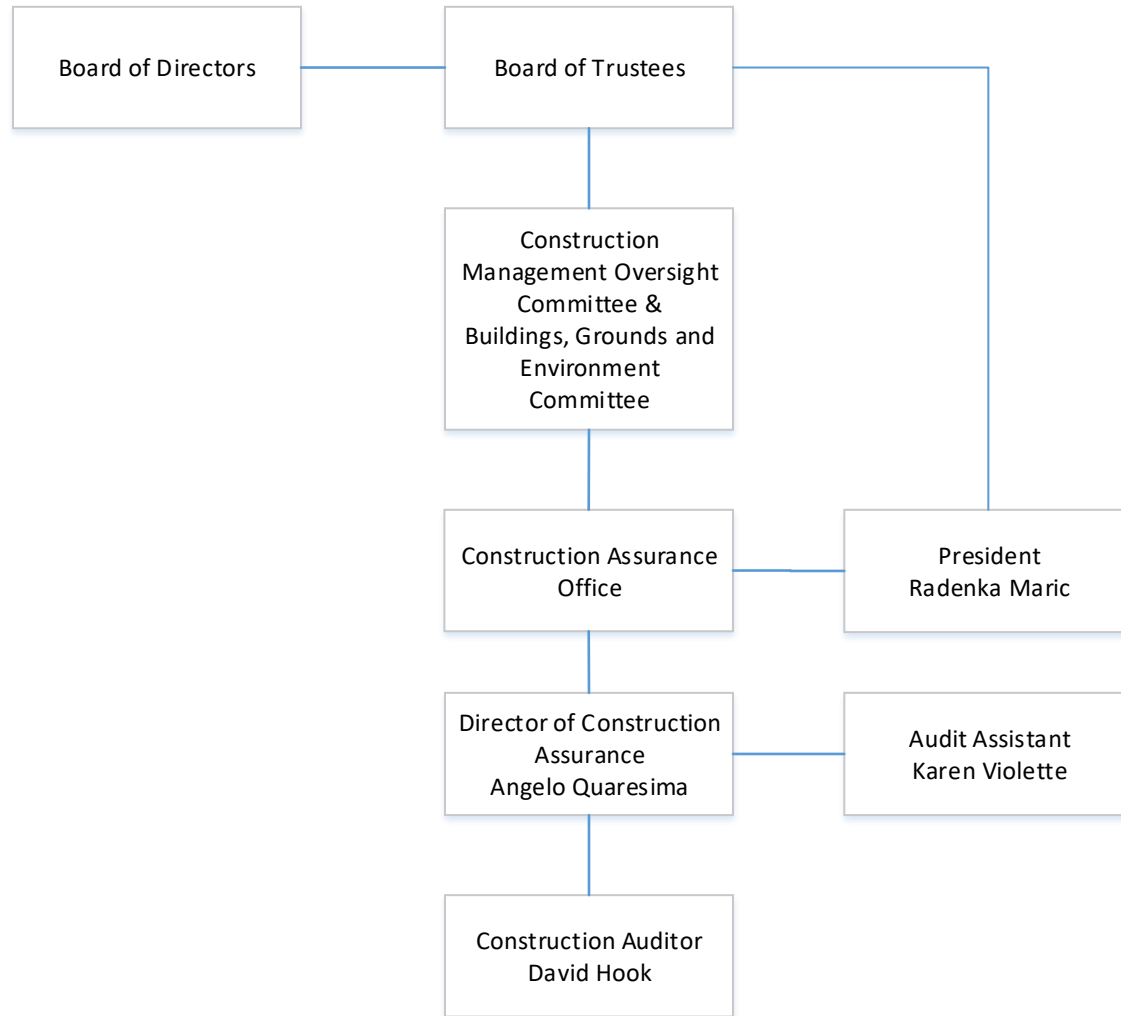 Board of Directors
Board of Trustees
Construction
Management Oversight
Committee &
Buildings, Grounds and
Environment
Committee
Construction Assurance
Office
President
Radenka Maric
Director of Construction
Assurance
Angelo Quaresima
Audit Assistant
Karen Violette
Construction Auditor
David Hook